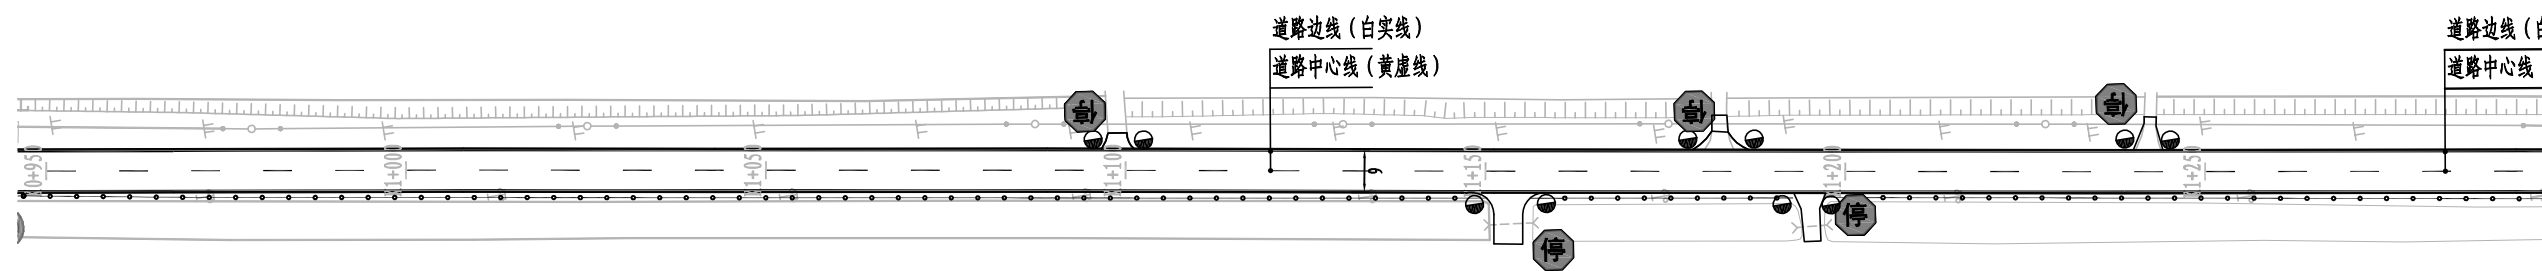 道路边线（白实线）
道路中心线（黄虚线）
道路边线（白
道路中心线
停
停
停
K0+950
K1+000
K1+050
K1+100
K1+150
K1+200
K1+250
6
停
停